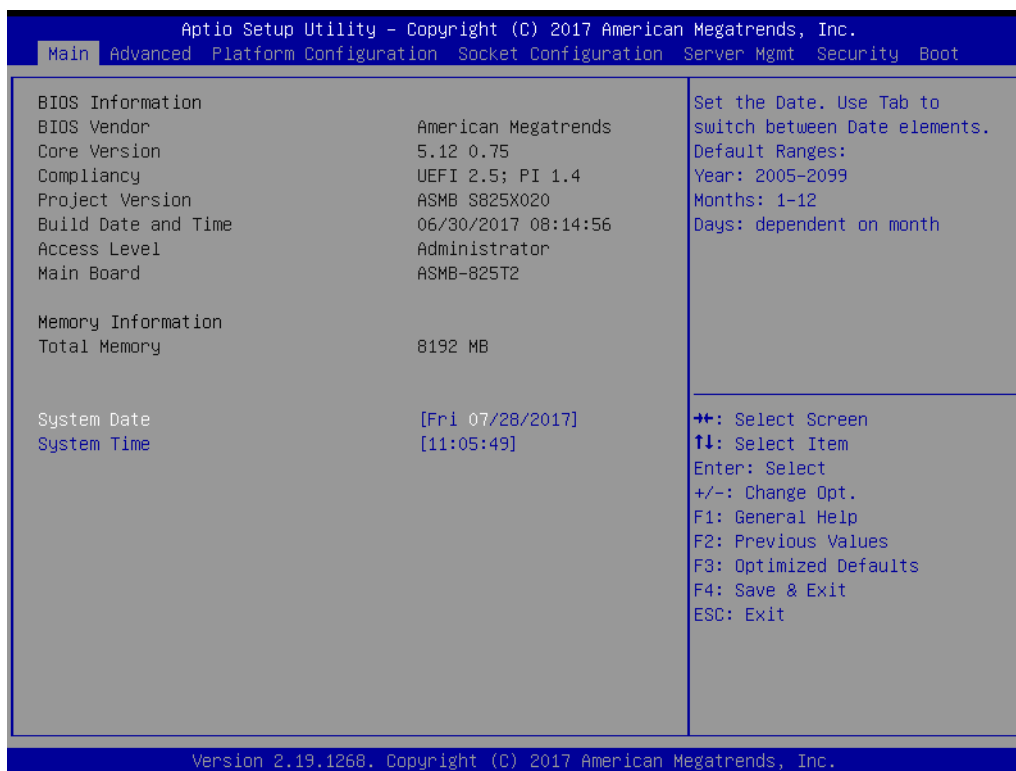 Aptio Setup Utility – Copyright (C) 2017 American Megatrends, Inc.
Main Advanced Platform Configuration Socket Configuration Server Mgmt Security Boot
BIOS Information
BIOS Vendor American Megatrends
Core Version 5.12 0.75
Compliancy UEFI 2.5; PI 1.4
Project Version ASMB S825X020
Build Date and Time 06/30/2017 08:14:56
Access Level Administrator
Main Board ASMB-825T2
Memory Information
Total Memory 8192 MB
System Date [Fri 07/28/2017]
System Time [11:05:49]
Set the Date. Use Tab to
switch between Date elements.
Default Ranges:
Year: 2005-2099
Months: 1-12
Days: dependent on month
→←: Select Screen
↑↓: Select Item
Enter: Select
+/-: Change Opt.
F1: General Help
F2: Previous Values
F3: Optimized Defaults
F4: Save & Exit
ESC: Exit
Version 2.19.1268. Copyright (C) 2017 American Megatrends, Inc.